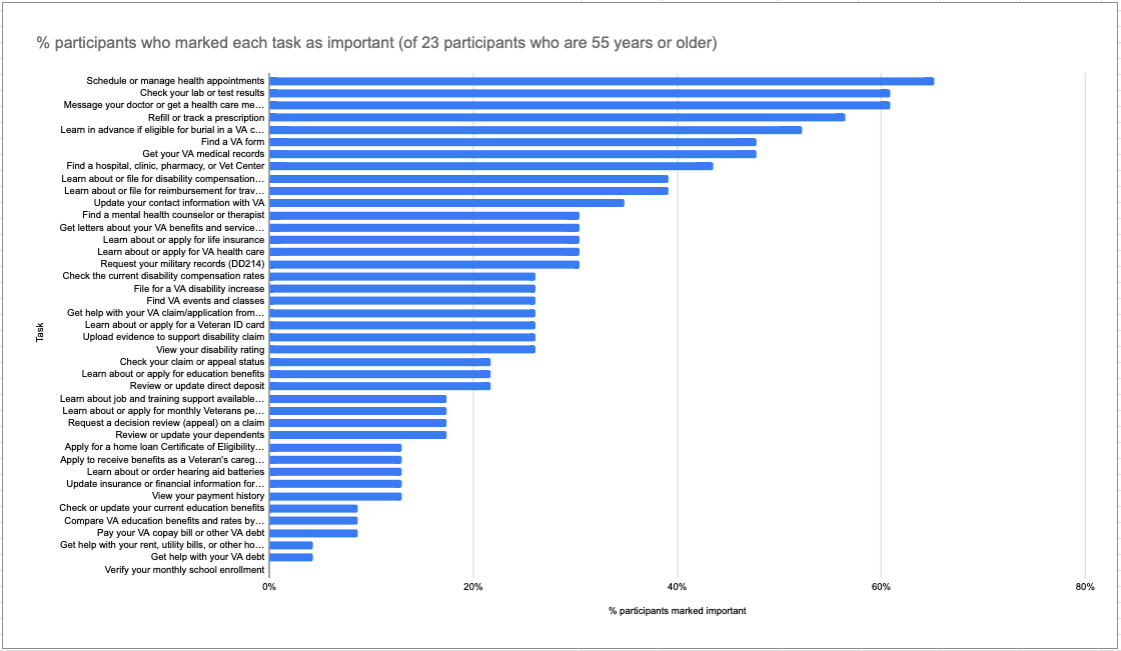 % participants who marked each task as important (of 23 participants who are 55 years or older)
Schedule or manage health appointments
Check your lab or test results
Message your doctor or get a health care me...
Refill or track a prescription
Learn in advance if eligible for burial in a VA c...
Find a VA form
Get your VA medical records
Find a hospital, clinic, pharmacy, or Vet Center
Learn about or file for disability compensation...
Learn about or file for reimbursement for trav...
Update your contact information with VA
Find a mental health counselor or therapist
Get letters about your VA benefits and service...
Learn about or apply for life insurance
Learn about or apply for VA health care
Request your military records (DD214)
Check the current disability compensation rates
File for a VA disability increase
Find VA events and classes
Get help with your VA claim/application from...
Learn about or apply for a Veteran ID card
Upload evidence to support disability claim
View your disability rating
Check your claim or appeal status
Learn about or apply for education benefits
Review or update direct deposit
Learn about job and training support available...
Learn about or apply for monthly Veterans pe...
Request a decision review (appeal) on a claim
Review or update your dependents
Apply for a home loan Certificate of Eligibility...
Apply to receive benefits as a Veteran's careg...
Learn about or order hearing aid batteries
Update insurance or financial information for...
View your payment history
Check or update your current education benefits
Compare VA education benefits and rates by...
Pay your VA copay bill or other VA debt
Get help with your rent, utility bills, or other ho...
Get help with your VA debt
Verify your monthly school enrollment
Task
0% 20% 40% 60% 80%
% participants marked important